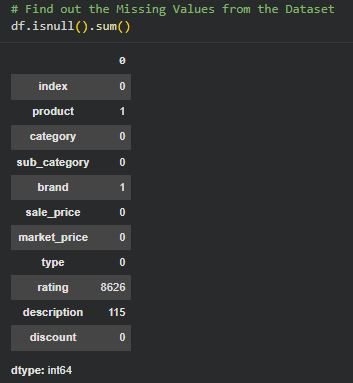 # Find out the Missing Values from the Dataset
df.isnull().sum()
0
index 0
product 1
category 0
sub_category 0
brand 1
sale_price 0
market_price 0
type 0
rating 8626
description 115
discount 0
dtype: int64